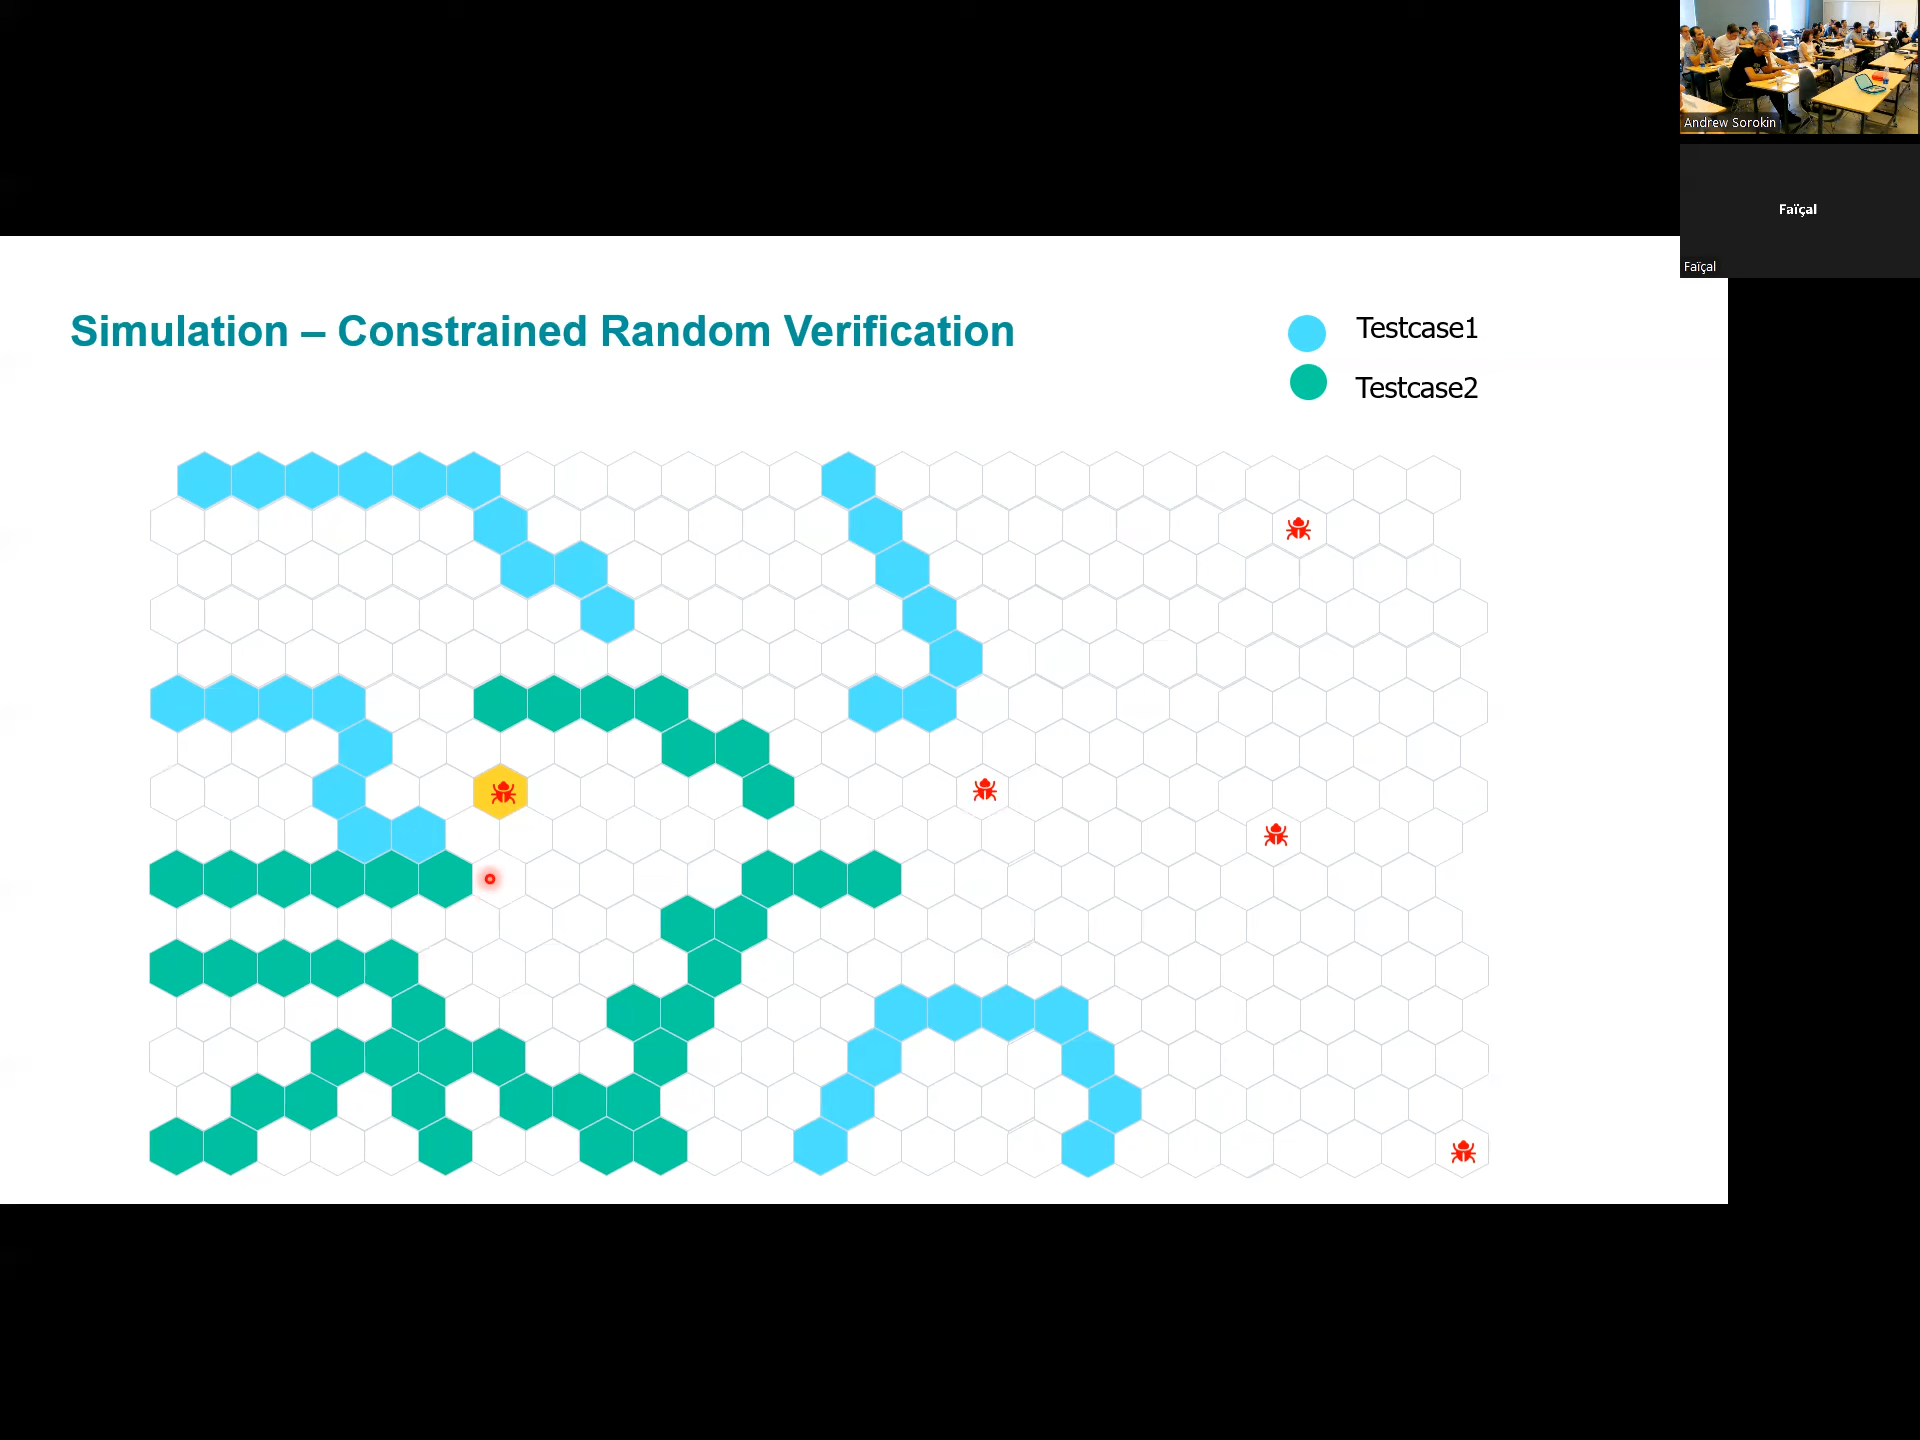 Andrew Sorokin
Faïçal
Faïçal
Simulation – Constrained Random Verification
Testcase1
Testcase2